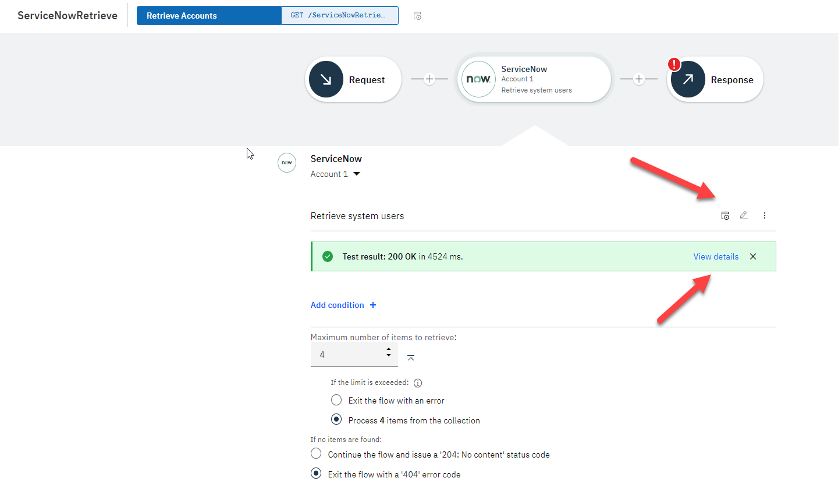 ServiceNowRetrieve
Retrieve Accounts
GET /ServiceNowRetrie...
Request
now
ServiceNow
Account 1
Retrieve system users
!
Response
now
ServiceNow
Account 1
Retrieve system users
Test result: 200 OK in 4524 ms.
View details
Add condition +
Maximum number of items to retrieve:
4
If the limit is exceeded:
Exit the flow with an error
Process 4 items from the collection
If no items are found:
Continue the flow and issue a '204: No content' status code
Exit the flow with a '404' error code